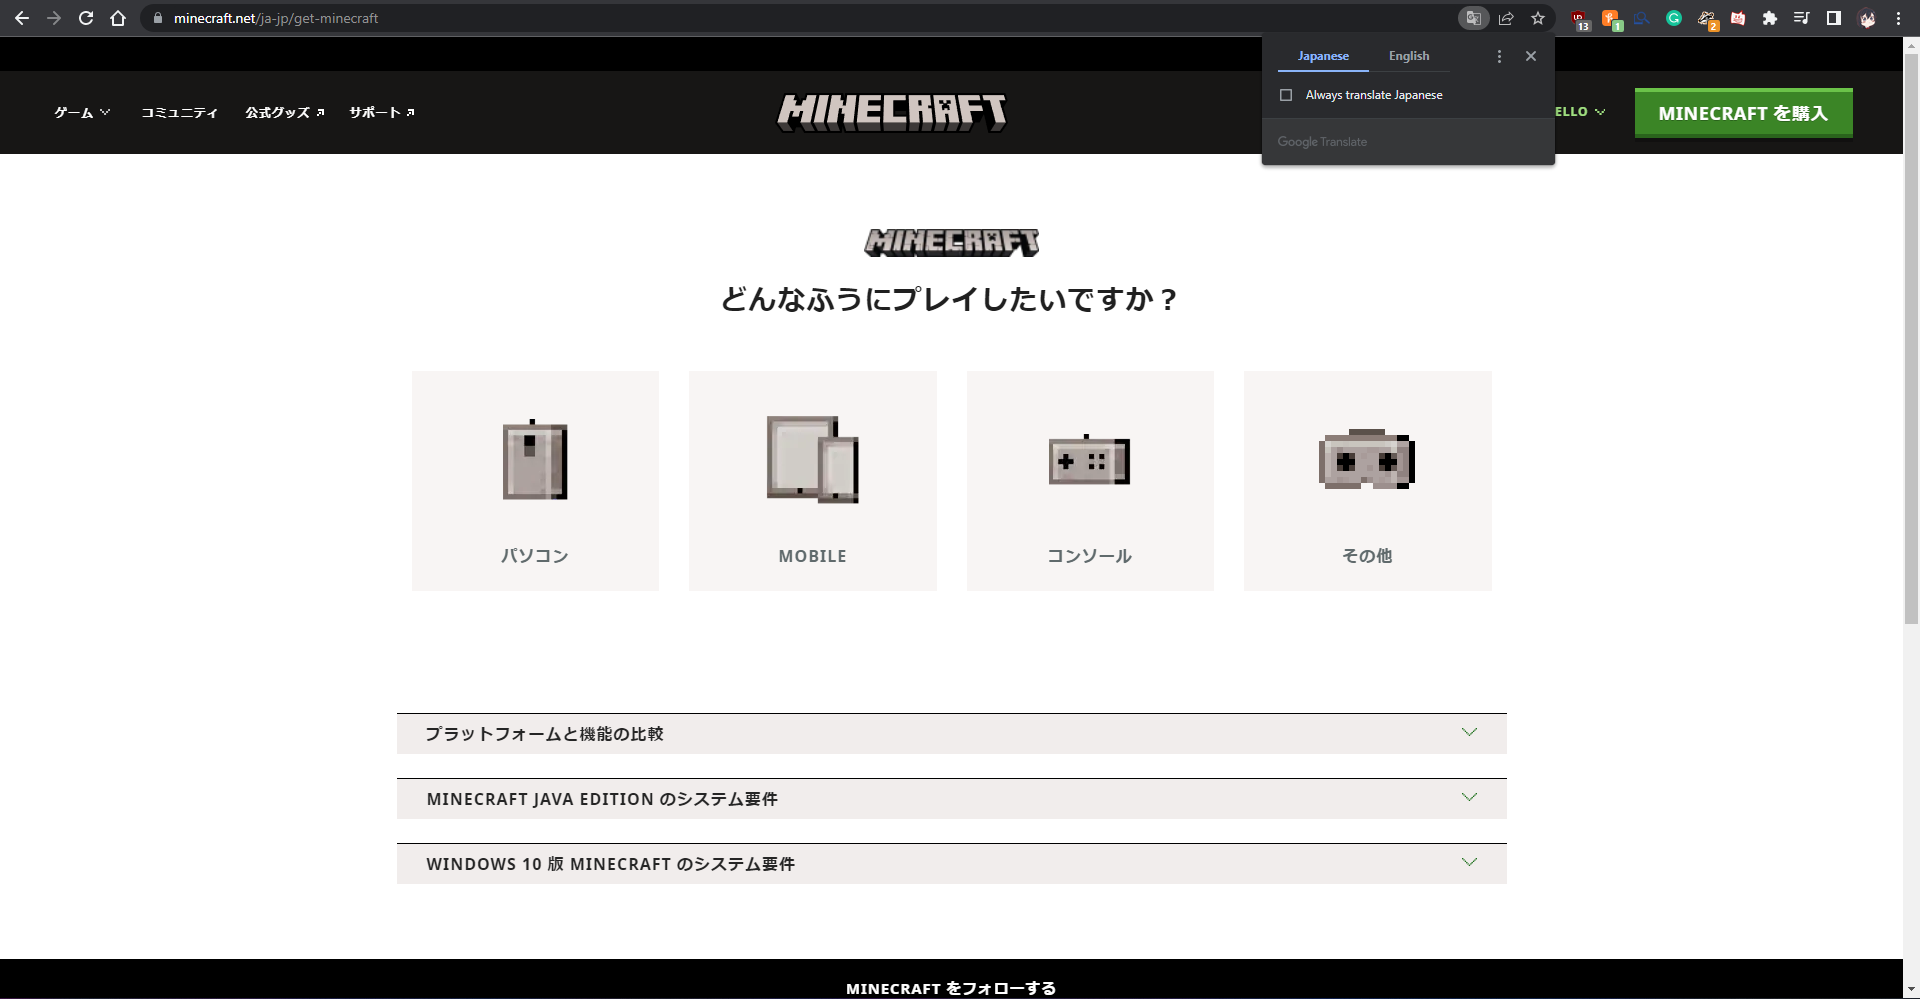 minecraft.net/ja-jp/get-minecraft
13
1
2
Japanese
English
Always translate Japanese
Google Translate
ゲーム
コミュニティ
公式グッズ
サポート
MINECRAFT
ELLO
MINECRAFT を購入
MINECRAFT
どんなふうにプレイしたいですか？
パソコン
MOBILE
コンソール
その他
プラットフォームと機能の比較
MINECRAFT JAVA EDITION のシステム要件
WINDOWS 10 版 MINECRAFT のシステム要件
MINECRAFT をフォローする